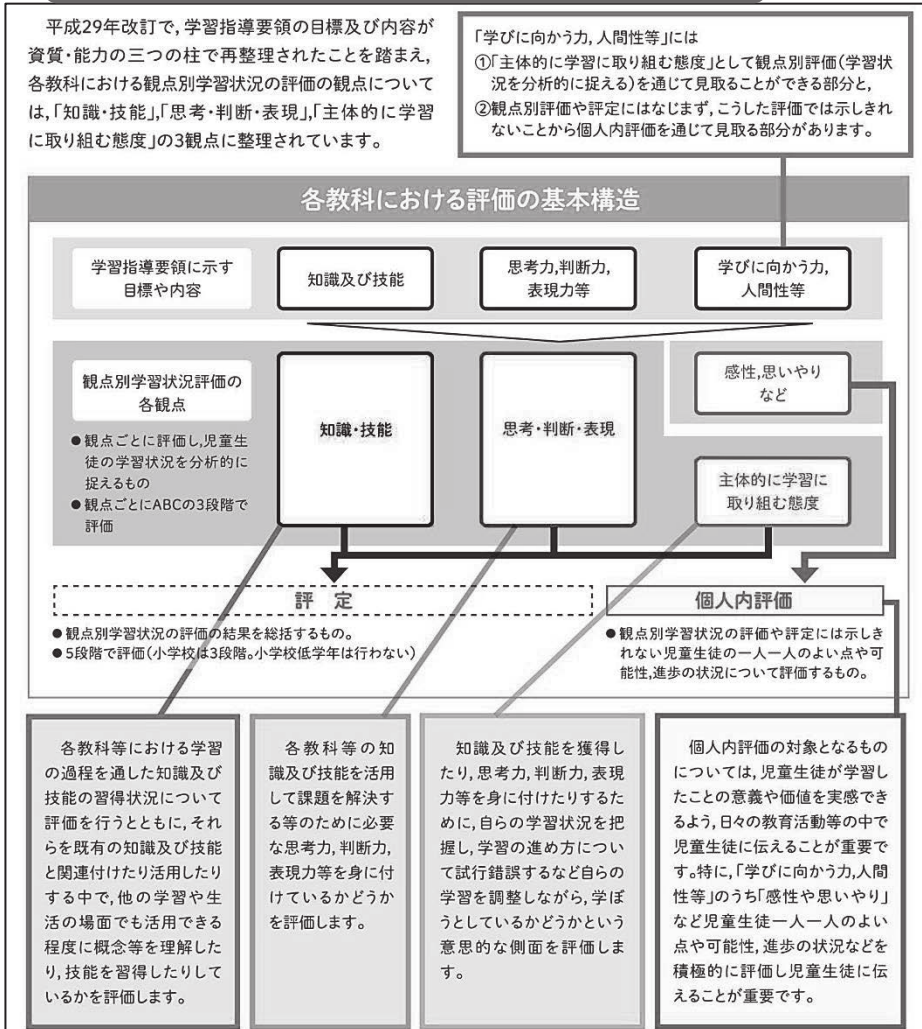 平成29年改訂で,学習指導要領の目標及び内容が
資質・能力の三つの柱で再整理されたことを踏まえ,
各教科における観点別学習状況の評価の観点について
は,「知識・技能」,「思考・判断・表現」,「主体的に学習
に取り組む態度」の3観点に整理されています。
「学びに向かう力,人間性等」には
①「主体的に学習に取り組む態度」として観点別評価(学習状
況を分析的に捉える)を通じて見取ることができる部分と,
②観点別評価や評定にはなじまず,こうした評価では示しきれ
ないことから個人内評価を通じて見取る部分があります。
各教科における評価の基本構造
学習指導要領に示す
目標や内容
知識及び技能
思考力,判断力,
表現力等
学びに向かう力,
人間性等
観点別学習状況評価の
各観点
●観点ごとに評価し,児童生
徒の学習状況を分析的に
捉えるもの
●観点ごとにABCの3段階で
評価
知識・技能
思考・判断・表現
感性,思いやり
など
主体的に学習に
取り組む態度
評 定
●観点別学習状況の評価の結果を総括するもの。
●5段階で評価(小学校は3段階。小学校低学年は行わない)
個人内評価
●観点別学習状況の評価や評定には示しき
れない児童生徒の一人一人のよい点や可
能性,進歩の状況について評価するもの。
各教科等における学習
の過程を通した知識及び
技能の習得状況について
評価を行うとともに,それ
らを既有の知識及び技能
と関連付けたり活用したり
する中で,他の学習や生
活の場面でも活用できる
程度に概念等を理解した
り,技能を習得したりして
いるかを評価します。
各教科等の知
識及び技能を活用
して課題を解決す
る等のために必要
な思考力,判断力,
表現力等を身に付
けているかどうか
を評価します。
知識及び技能を獲得し
たり,思考力,判断力,表現
力等を身に付けたりするた
めに,自らの学習状況を把
握し,学習の進め方につい
て試行錯誤するなど自らの
学習を調整しながら,学ぼ
うとしているかどうかという
意思的な側面を評価しま
す。
個人内評価の対象となるもの
については,児童生徒が学習し
たことの意義や価値を実感でき
るよう,日々の教育活動等の中で
児童生徒に伝えることが重要で
す。特に,「学びに向かう力,人間
性等」のうち「感性や思いやり」
など児童生徒一人一人のよい
点や可能性,進歩の状況などを
積極的に評価し児童生徒に伝
えることが重要です。